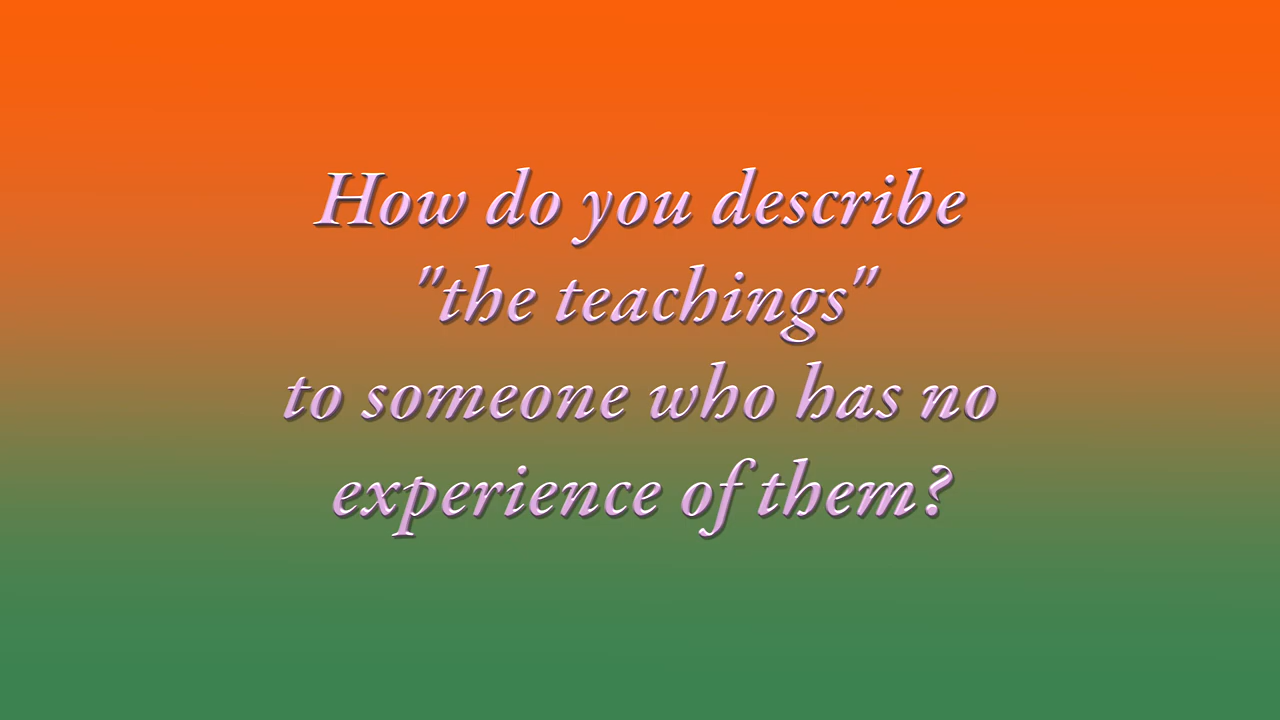 How do you describe
"the teachings"
to someone who has no
experience of them?